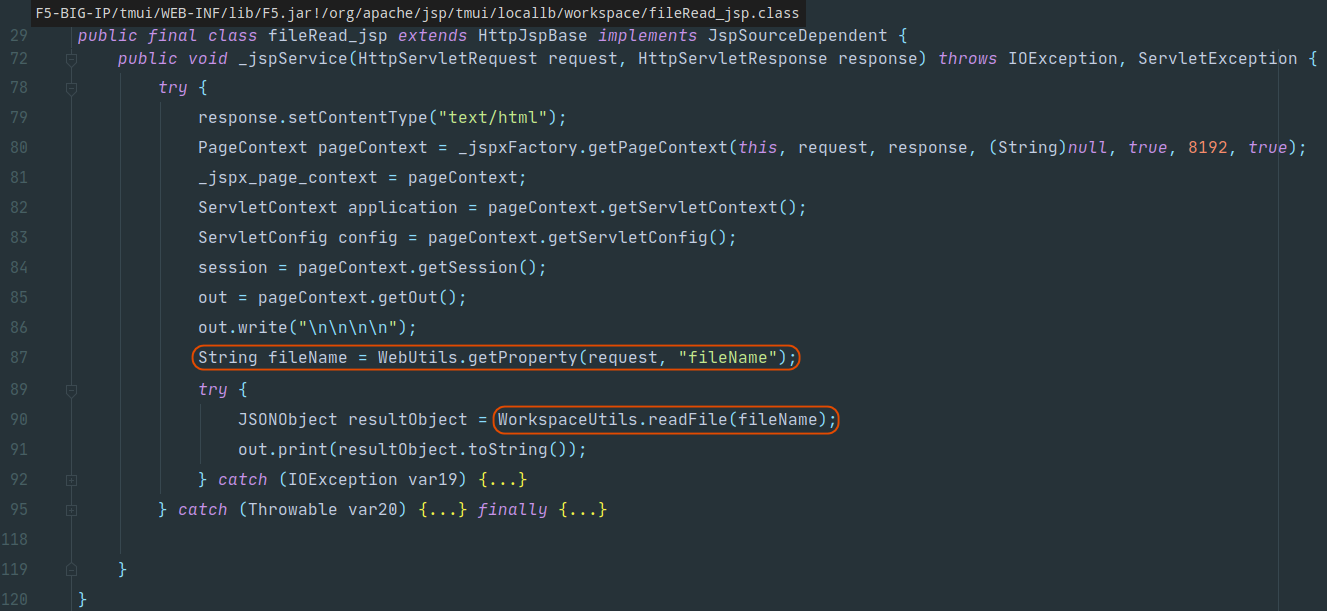 F5-BIG-IP/tmui/WEB-INF/lib/F5.jar!/org/apache/jsp/tmui/locallb/workspace/fileRead_jsp.class
29 public final class fileRead_jsp extends HttpJspBase implements JspSourceDependent {
72 public void _jspService(HttpServletRequest request, HttpServletResponse response) throws IOException, ServletException {
78 try {
79 response.setContentType("text/html");
80 PageContext pageContext = _jspxFactory.getPageContext(this, request, response, (String)null, true, 8192, true);
81 _jspx_page_context = pageContext;
82 ServletContext application = pageContext.getServletContext();
83 ServletConfig config = pageContext.getServletConfig();
84 session = pageContext.getSession();
85 out = pageContext.getOut();
86 out.write("\n\n\n\n");
87 String fileName = WebUtils.getProperty(request, "fileName");
89 try {
90 JSONObject resultObject = WorkspaceUtils.readFile(fileName);
91 out.print(resultObject.toString());
92 } catch (IOException var19) {...}
95 } catch (Throwable var20) {...} finally {...}
118
119 }
120 }